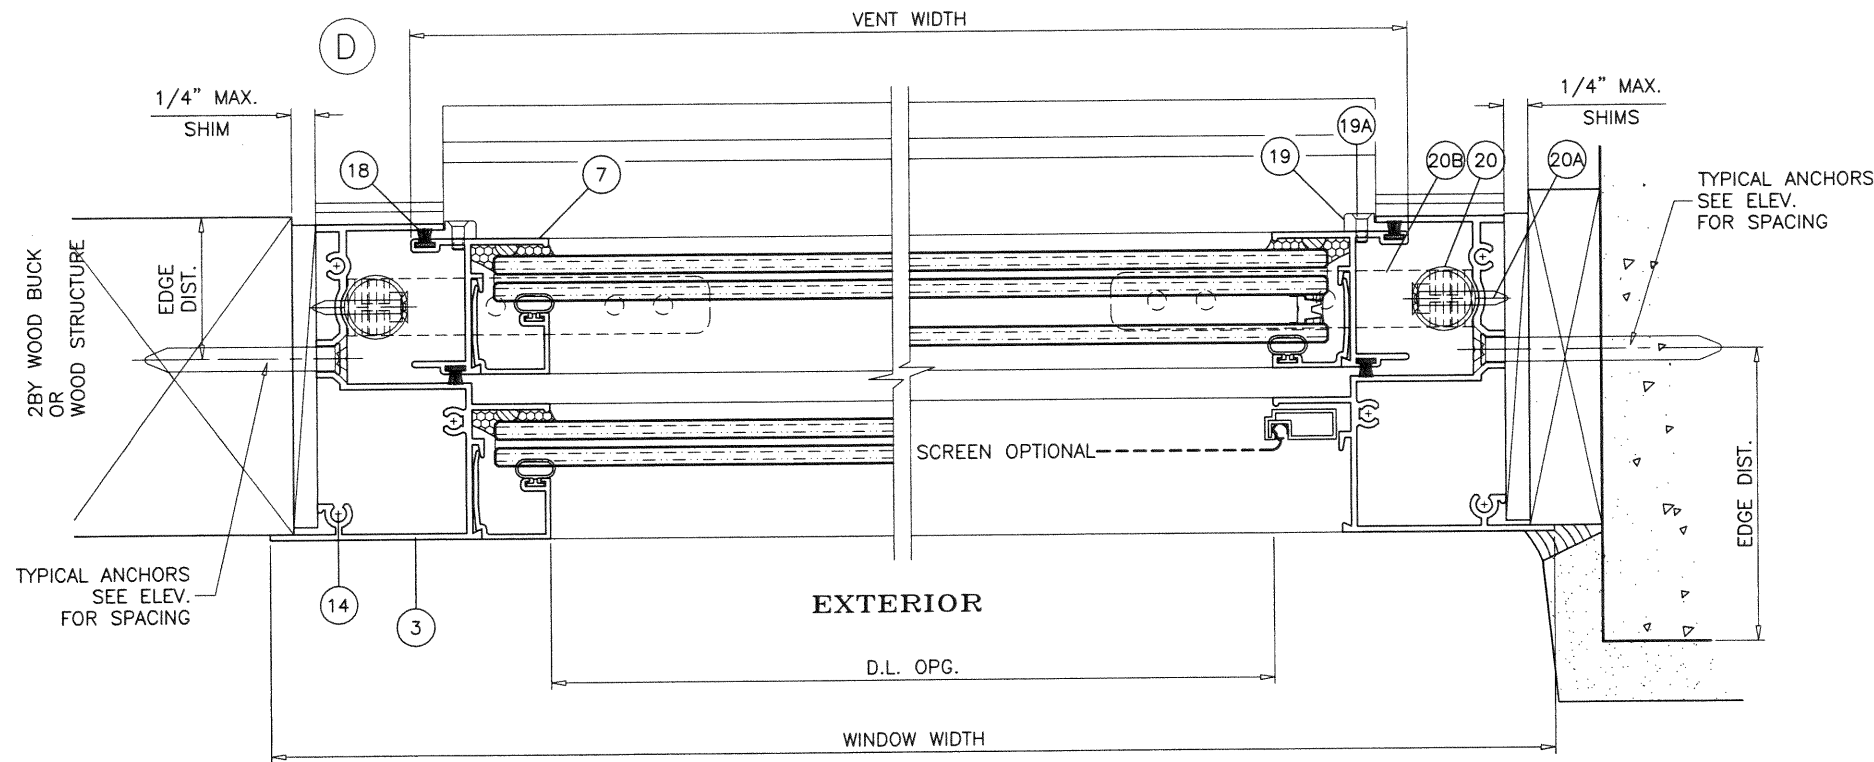 VENT WIDTH
D
1/4" MAX.
SHIM
1/4" MAX.
SHIMS
19A
18
7
19
20B
20
20A
TYPICAL ANCHORS
SEE ELEV.
FOR SPACING
2BY WOOD BUCK
OR
WOOD STRUCTURE
EDGE
DIST.
SCREEN OPTIONAL
EDGE DIST.
TYPICAL ANCHORS
SEE ELEV.
FOR SPACING
14
3
EXTERIOR
D.L. OPG.
WINDOW WIDTH